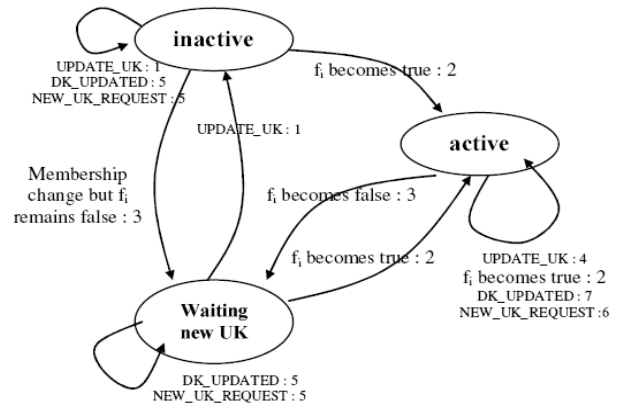 inactive
UPDATE_UK : 1
DK_UPDATED : 5
NEW_UK_REQUEST : 5
fi becomes true : 2
UPDATE_UK : 1
active
Membership
change but fi
remains false : 3
fi becomes false : 3
fi becomes true : 2
UPDATE_UK : 4
fi becomes true : 2
DK_UPDATED : 7
NEW_UK_REQUEST :6
Waiting
new UK
DK_UPDATED : 5
NEW_UK_REQUEST : 5